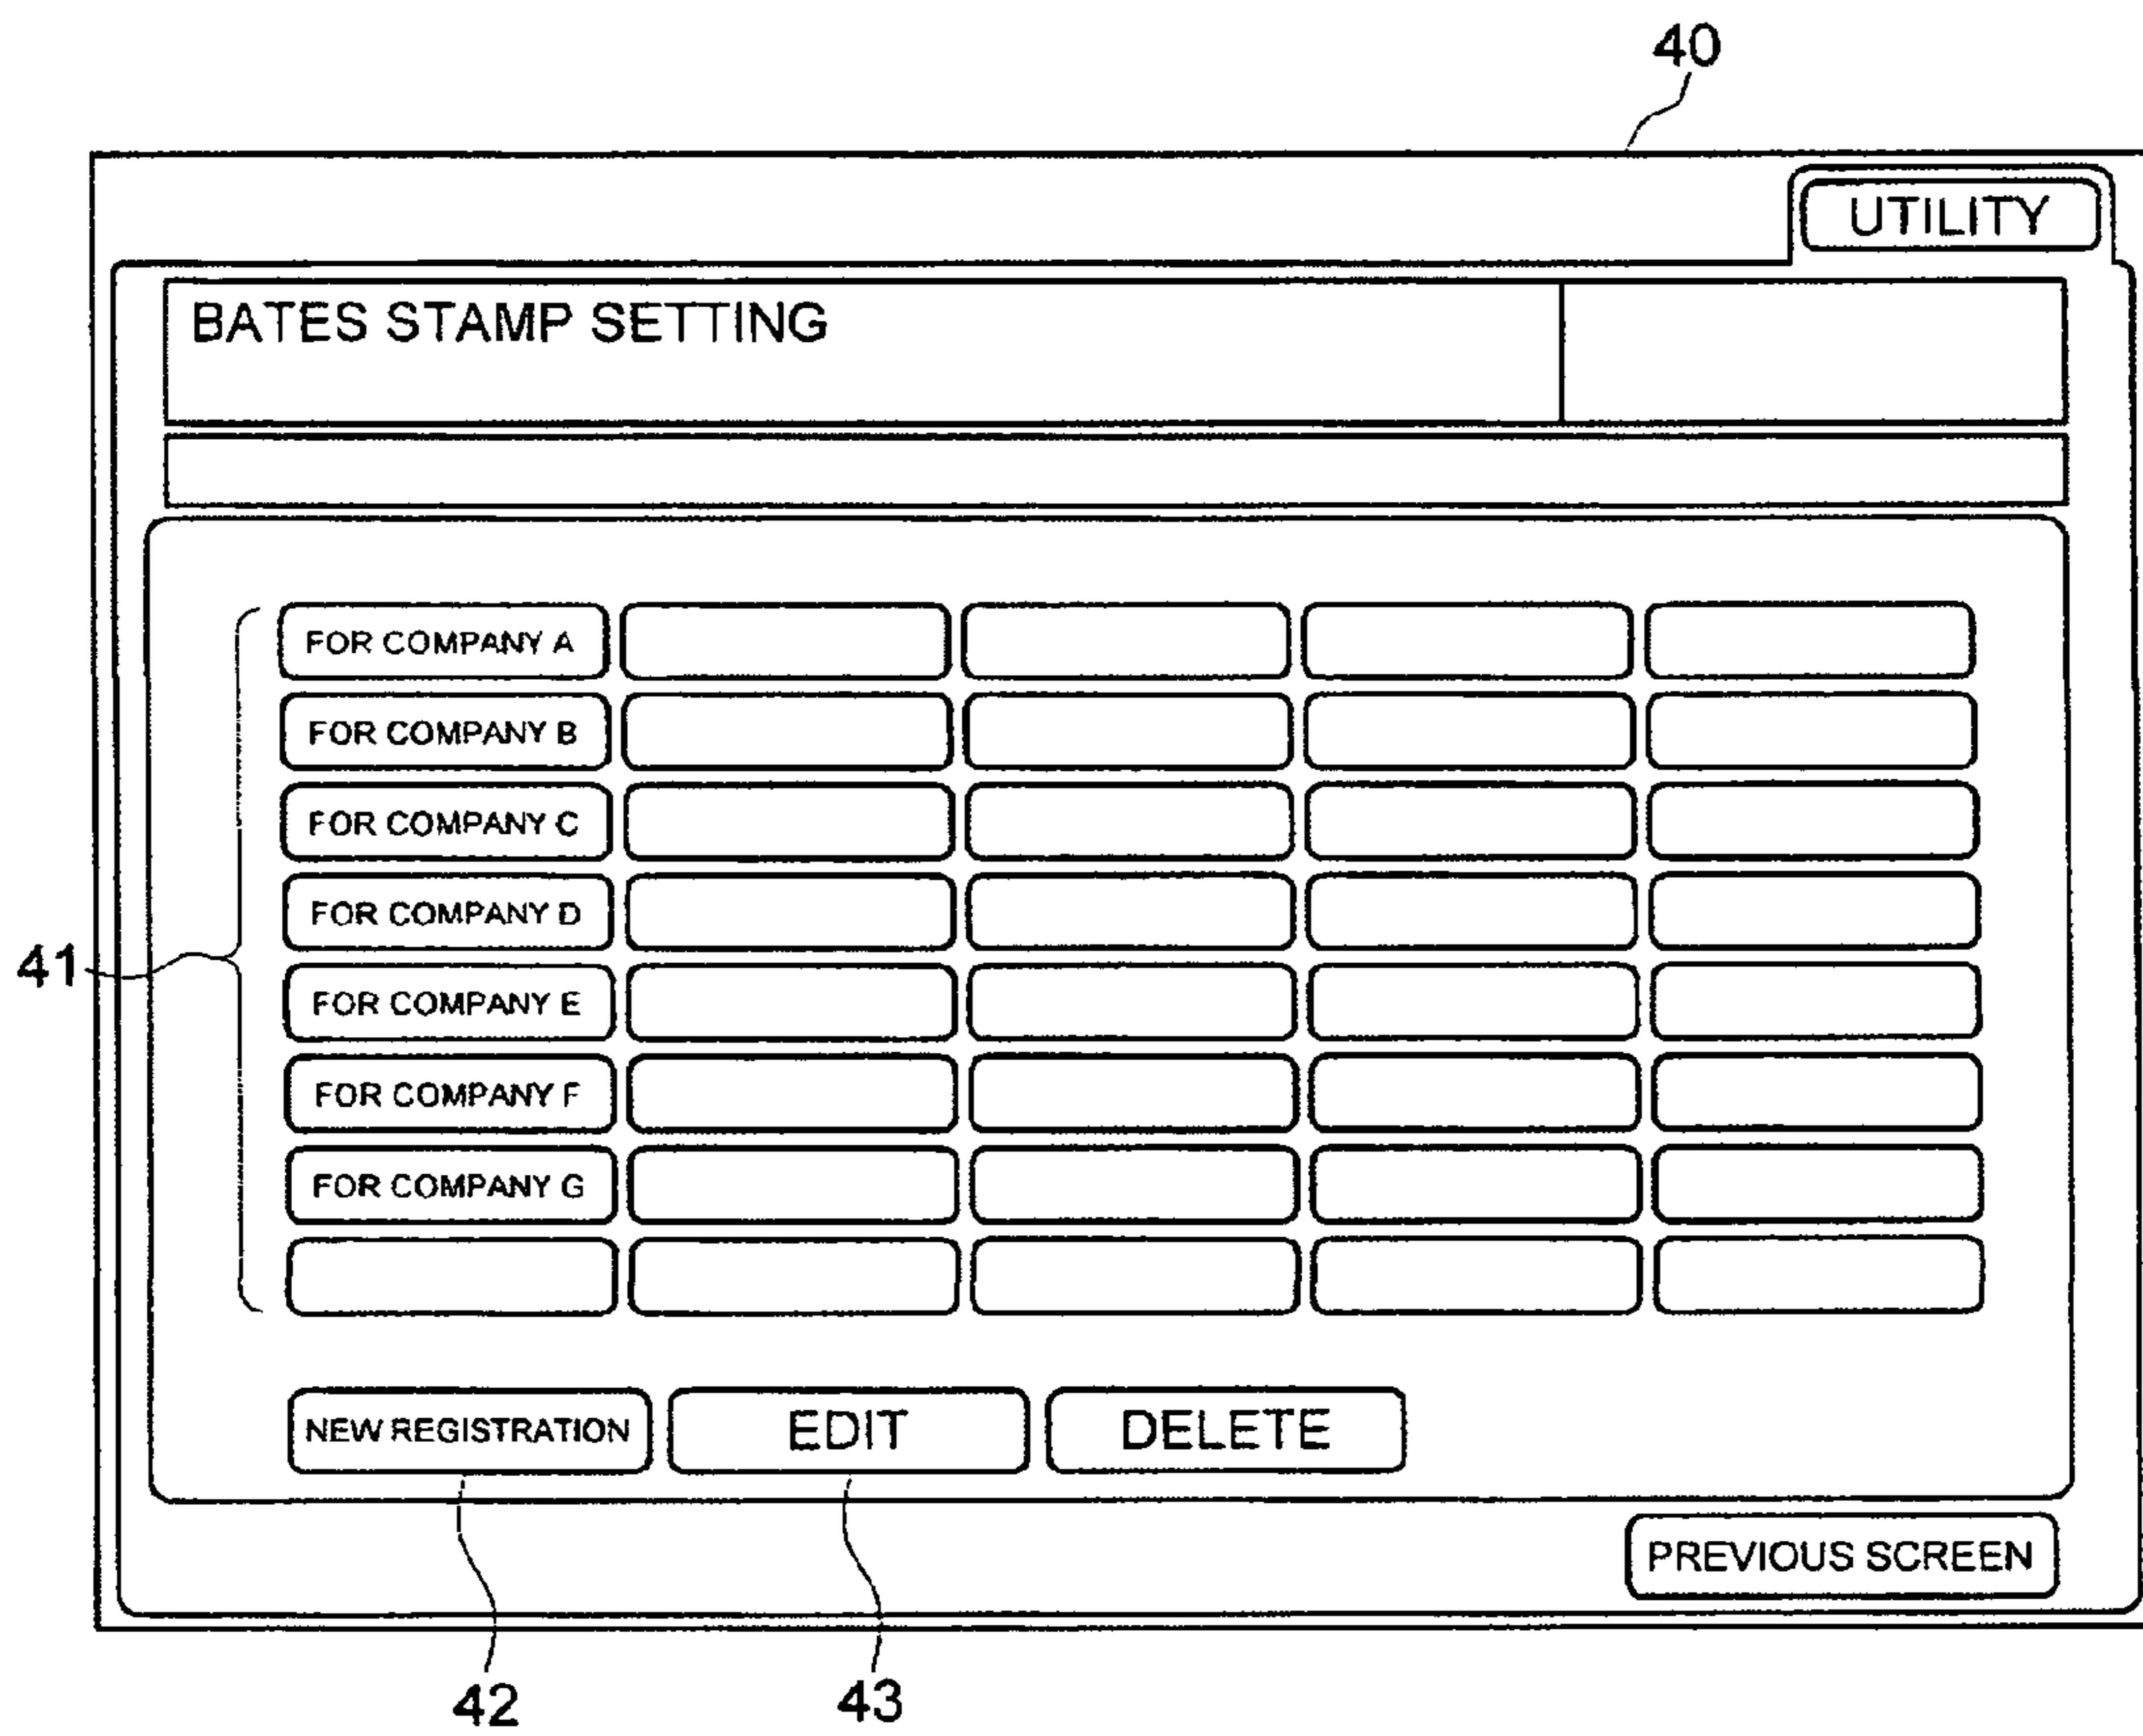 40
UTILITY
BATES STAMP SETTING
FOR COMPANY A
FOR COMPANY B
FOR COMPANY C
FOR COMPANY D
41
FOR COMPANY E
FOR COMPANY F
FOR COMPANY G
NEW REGISTRATION EDIT DELETE
PREVIOUS SCREEN
42 43